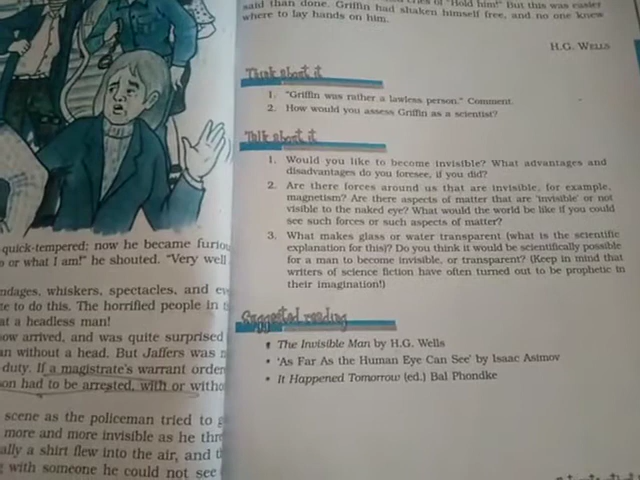 quick-tempered; now he became furiou
or what I am!" he shouted. "Very well
ndages, whiskers, spectacles, and ev
te to do this. The horrified people in
at a headless man!
ow arrived, and was quite surprised
an without a head. But Jaffers was n
duty. If a magistrate's warrant order
on had to be arrested, with or witho
scene as the policeman tried to g
more and more invisible as he thr
ally a shirt flew into the air, and
with someone he could not see
cries of "Hold him!" But this was easier
said than done. Griffin had shaken himself free, and no one knew
where to lay hands on him.
H.G. WELLS
Think about it
1. "Griffin was rather a lawless person." Comment.
2. How would you assess Griffin as a scientist?
Talk about it
1. Would you like to become invisible? What advantages and
disadvantages do you foresee, if you did?
2. Are there forces around us that are invisible, for example,
magnetism? Are there aspects of matter that are 'invisible' or not
visible to the naked eye? What would the world be like if you could
see such forces or such aspects of matter?
3. What makes glass or water transparent (what is the scientific
explanation for this)? Do you think it would be scientifically possible
for a man to become invisible, or transparent? (Keep in mind that
writers of science fiction have often turned out to be prophetic in
their imagination!)
Suggested reading
• The Invisible Man by H.G. Wells
• 'As Far As the Human Eye Can See' by Isaac Asimov
• It Happened Tomorrow (ed.) Bal Phondke